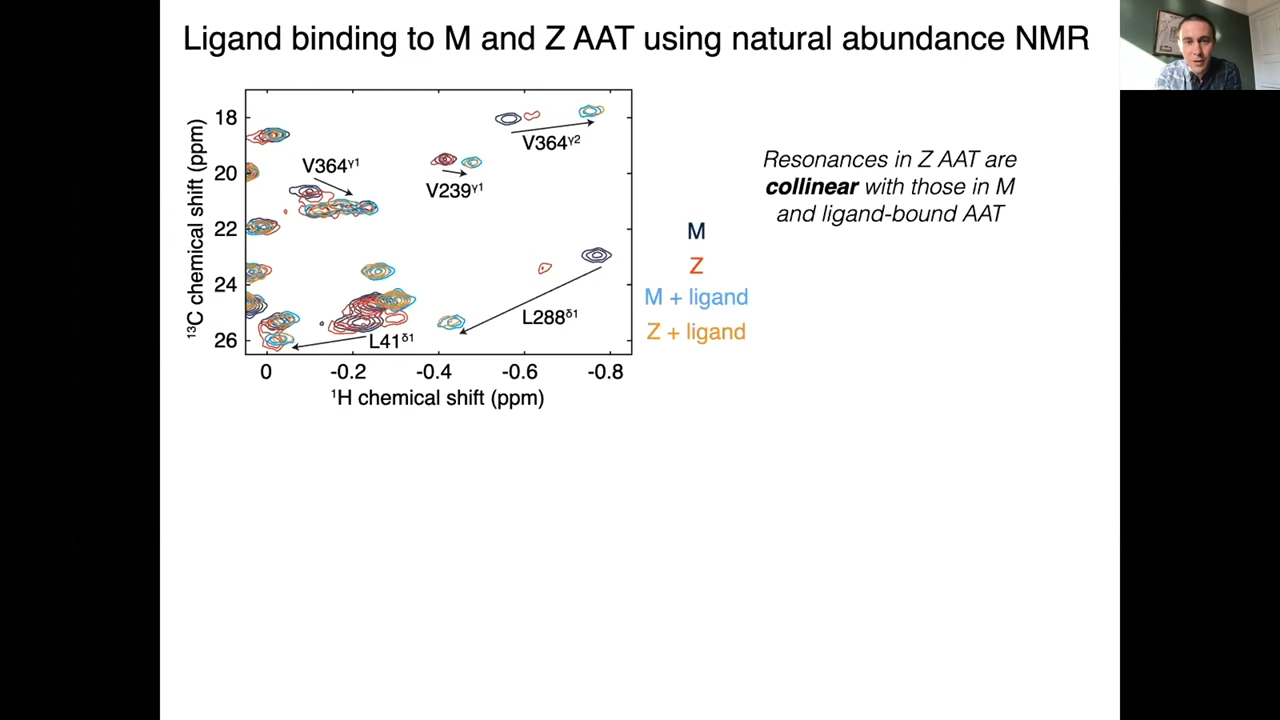 Ligand binding to M and Z AAT using natural abundance NMR
18
20
22
24
26
¹³C chemical shift (ppm)
V364ᵞ²
V364ᵞ¹
V239ᵞ¹
L288ᵟ¹
L41ᵟ¹
0
-0.2
-0.4
-0.6
-0.8
¹H chemical shift (ppm)
M
Z
M + ligand
Z + ligand
Resonances in Z AAT are
collinear with those in M
and ligand-bound AAT